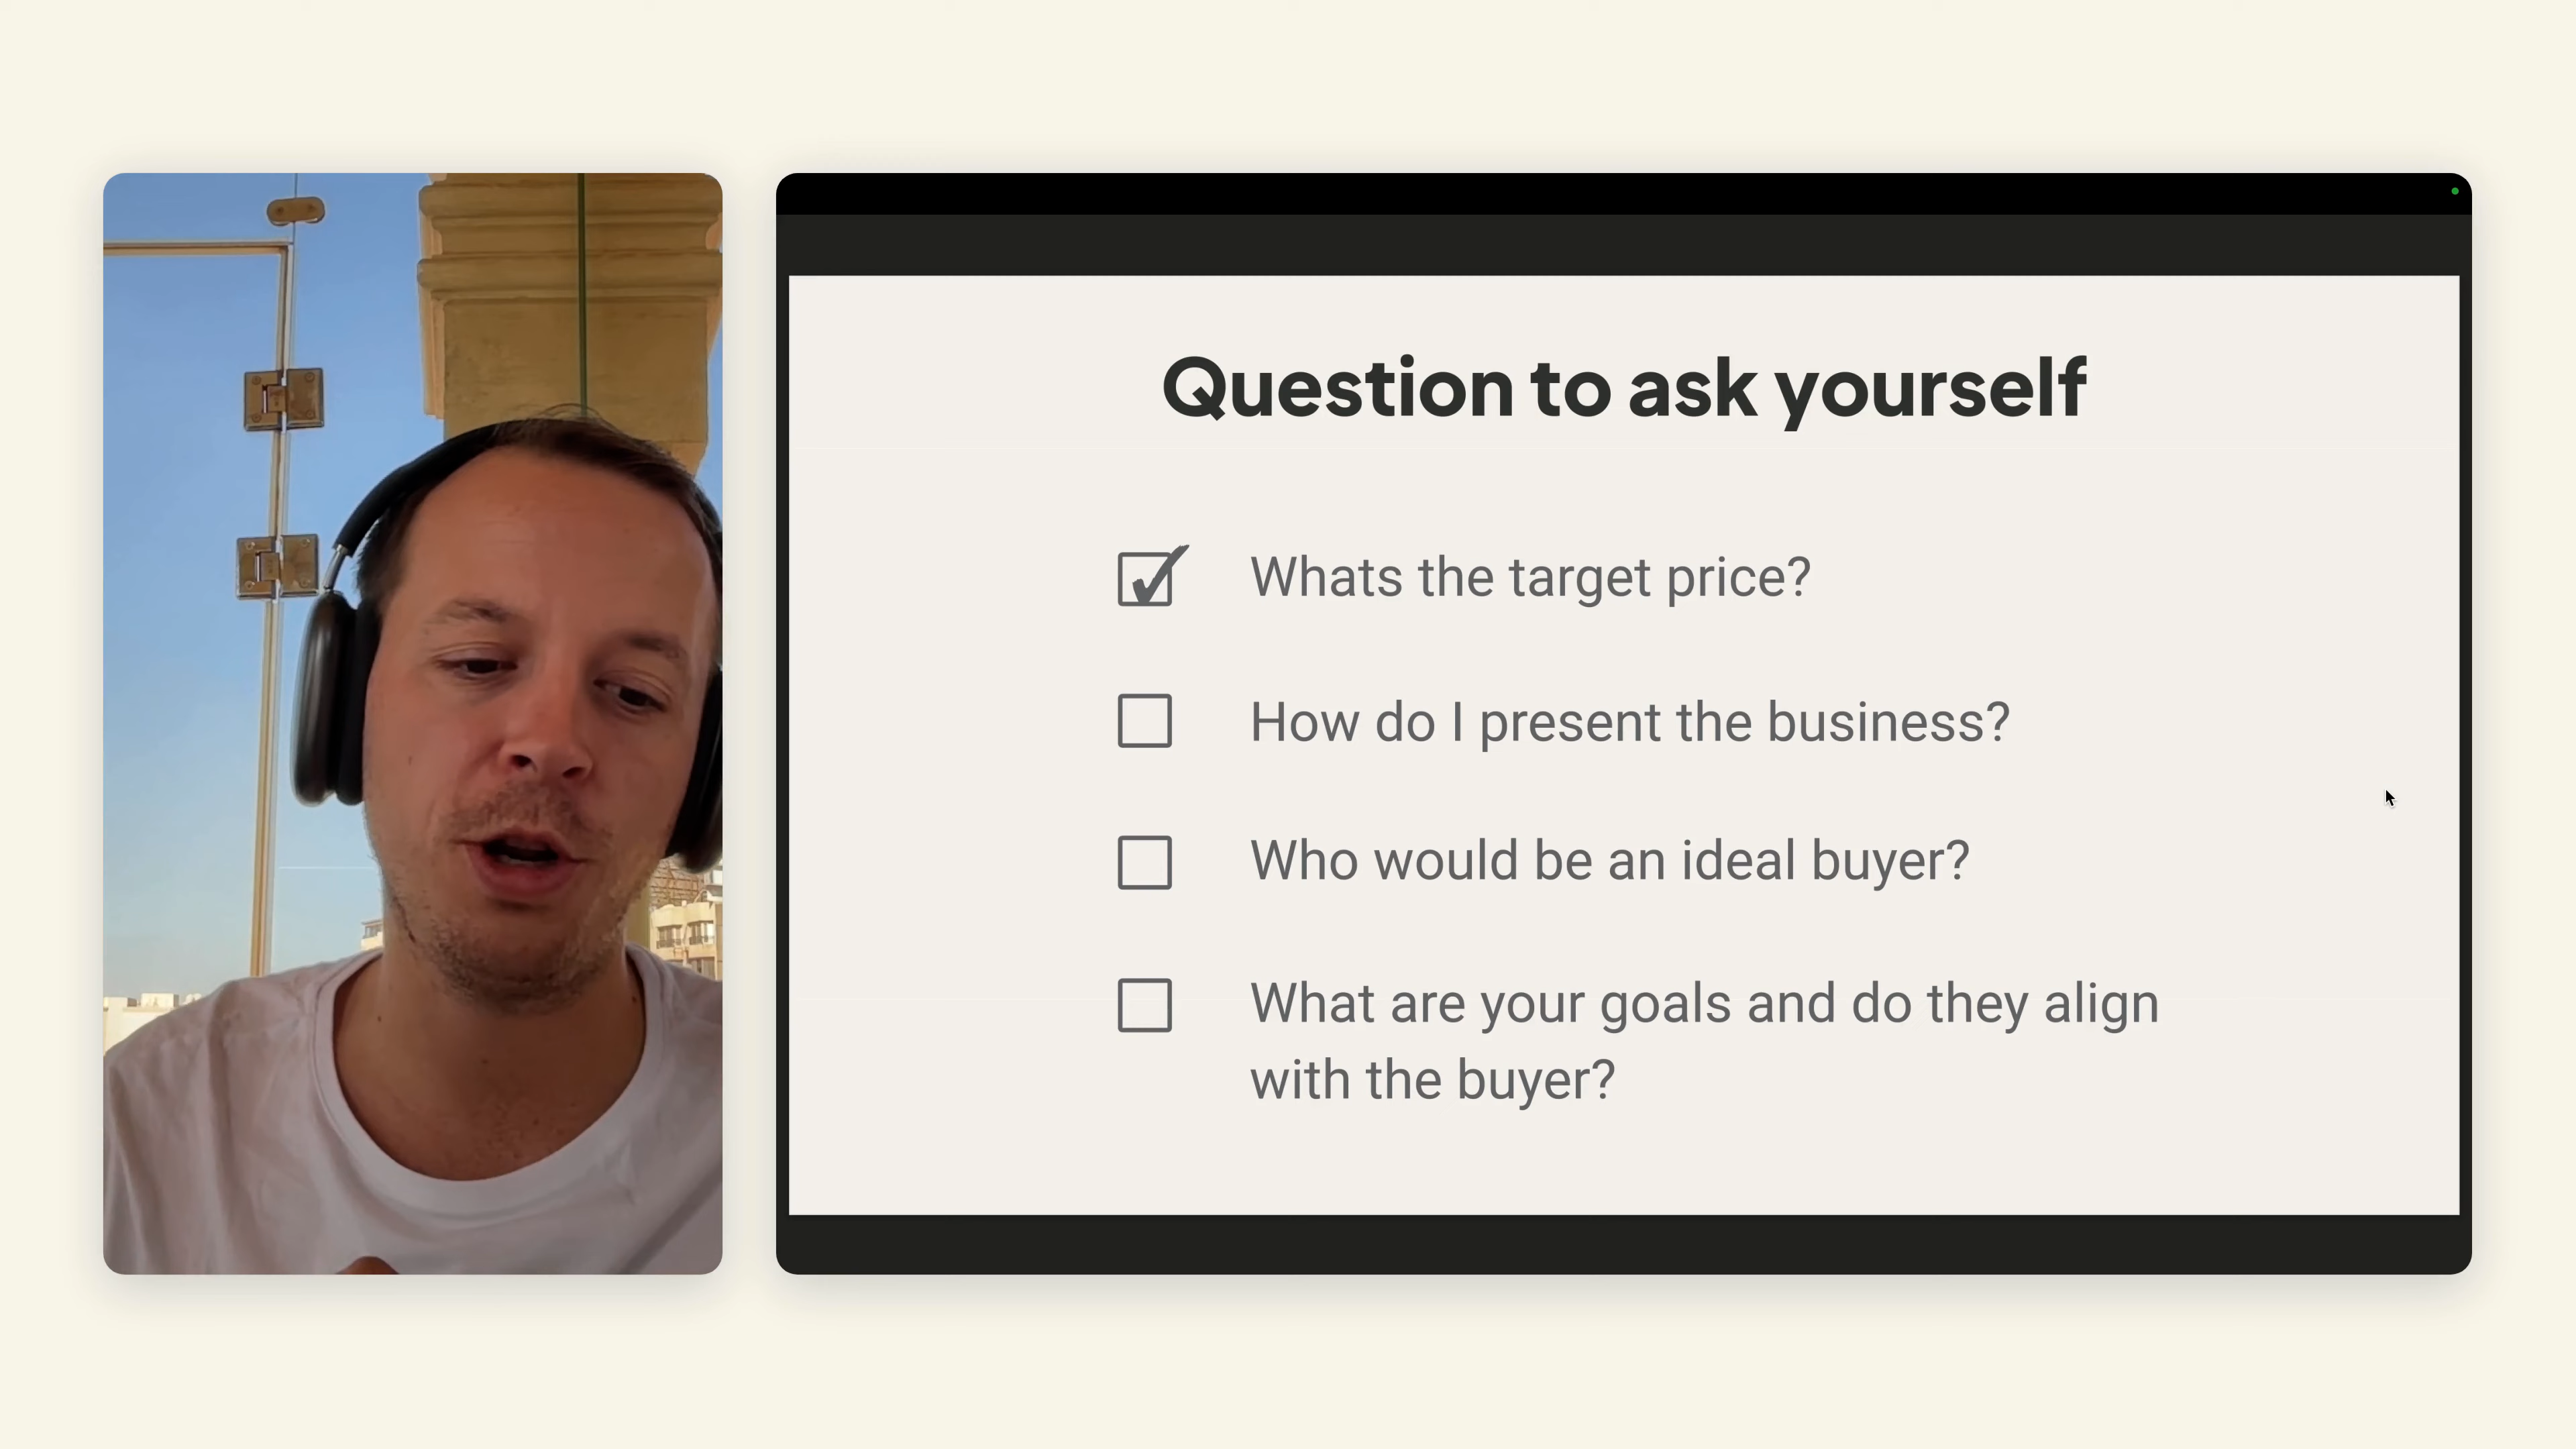 Question to ask yourself
Whats the target price?
How do I present the business?
Who would be an ideal buyer?
What are your goals and do they align
with the buyer?